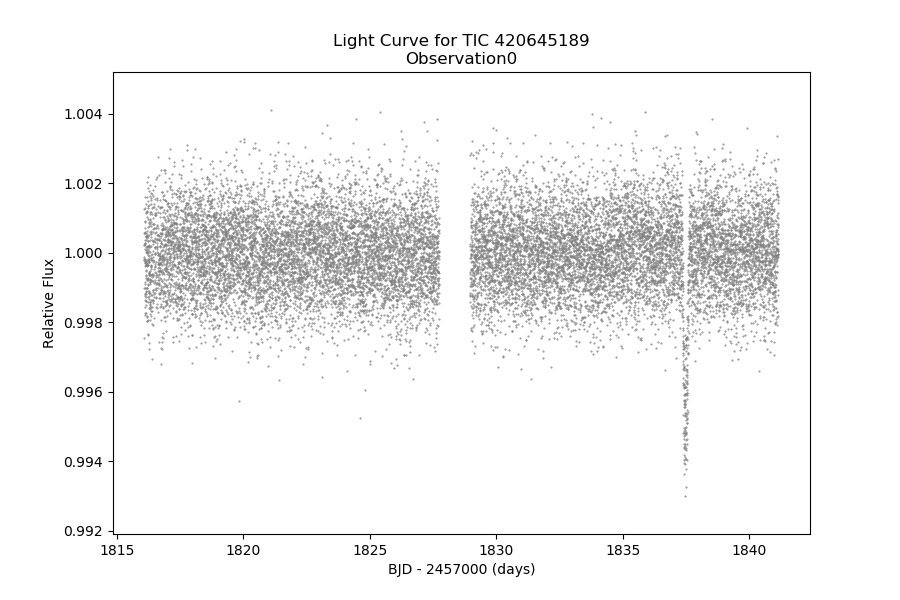 Light Curve for TIC 420645189
Observation0
1.004
1.002
1.000
0.998
0.996
0.994
0.992
Relative Flux
1815 1820 1825 1830 1835 1840
BJD - 2457000 (days)